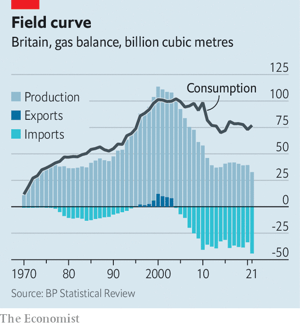 Field curve
Britain, gas balance, billion cubic metres
125
Consumption
Production
Exports
Imports
100
75
50
25
0
-25
-50
1970
80
90
2000
10
21
Source: BP Statistical Review
The Economist